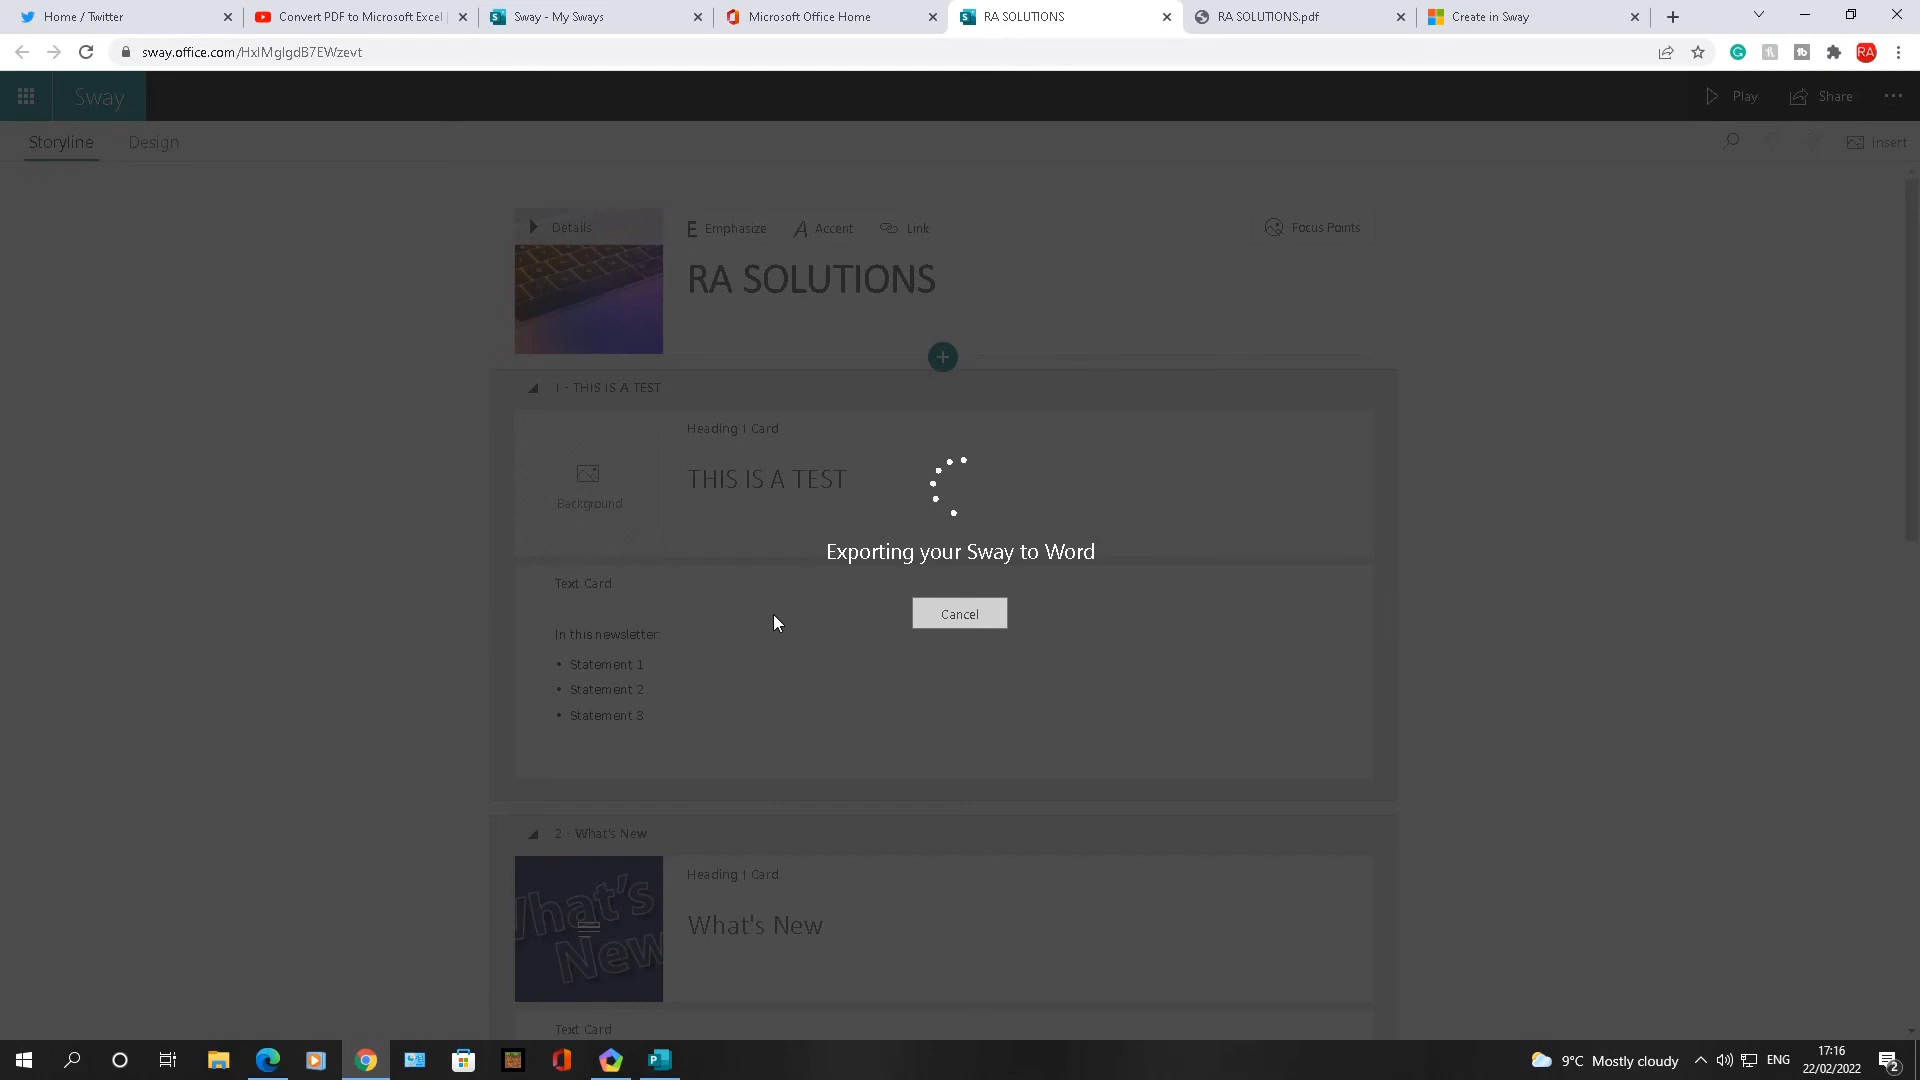 Home / Twitter
Convert PDF to Microsoft Excel
Sway - My Sways
Microsoft Office Home
RA SOLUTIONS
RA SOLUTIONS.pdf
Create in Sway
sway.office.com/HxIMgIgdB7EWzevt
RA
Sway
Play
Share
Storyline
Design
Insert
Details
E Emphasize
A Accent
Link
Focus Points
RA SOLUTIONS
1 - THIS IS A TEST
Heading 1 Card
Background
THIS IS A TEST
Exporting your Sway to Word
Text Card
Cancel
In this newsletter:
• Statement 1
• Statement 2
• Statement 3
2 - What's New
Heading 1 Card
What's New
What's New
Text Card
9°C Mostly cloudy
ENG
17:16
22/02/2022
2